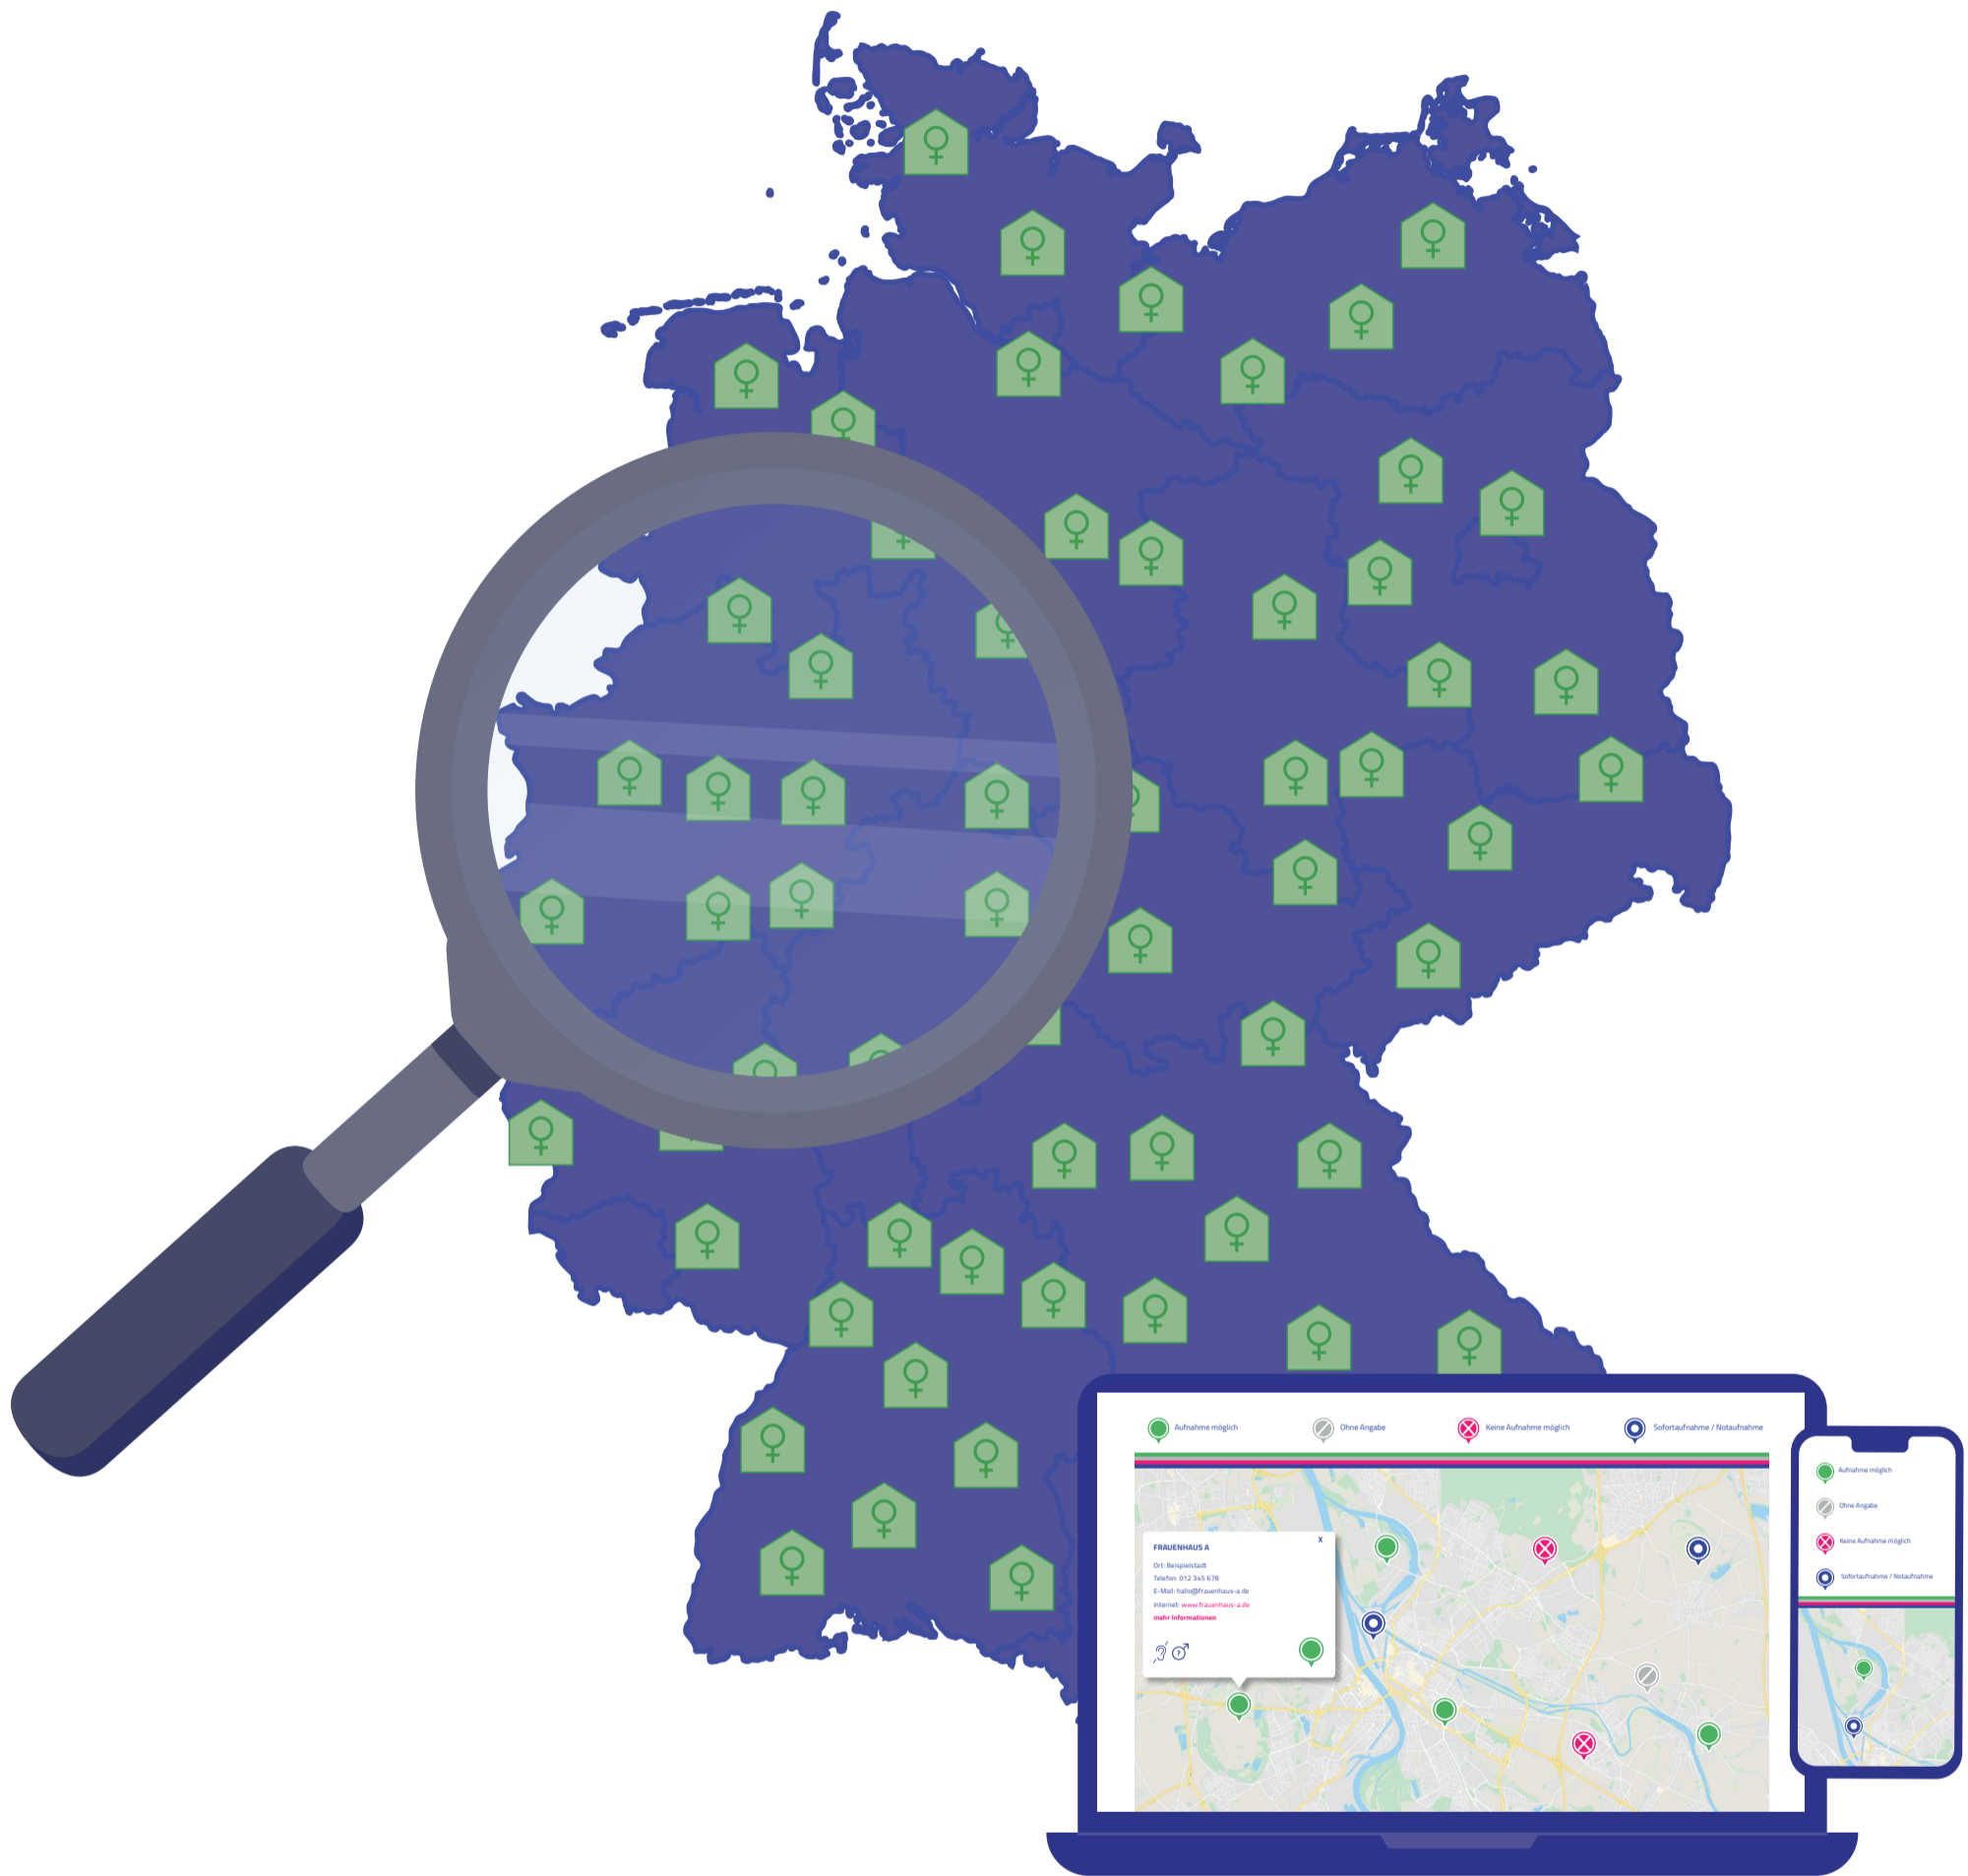 Aufnahme möglich
Ohne Angabe
Keine Aufnahme möglich
Sofortaufnahme / Notaufnahme
X
FRAUENHAUS A
Ort: Beispielstadt
Telefon: 012 345 678
E-Mail: hallo@frauenhaus-a.de
Internet: www.frauenhaus-a.de
mehr Informationen
?
Aufnahme möglich
Ohne Angabe
Keine Aufnahme möglich
Sofortaufnahme / Notaufnahme